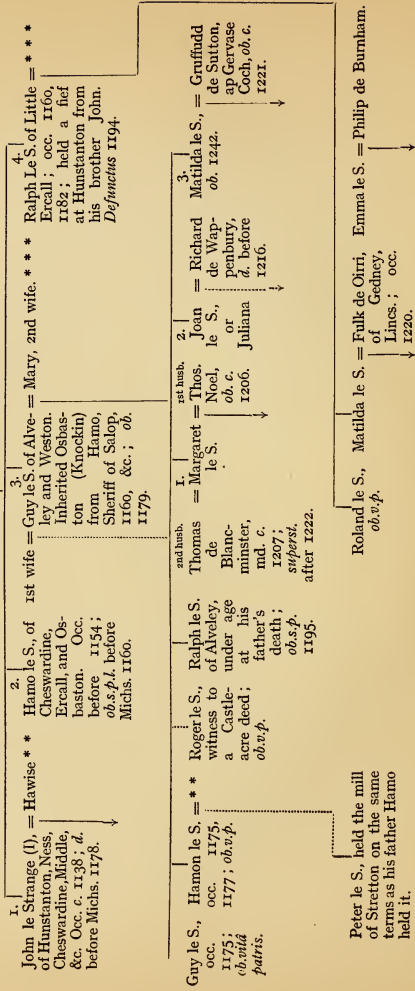 1.
John le Strange (I), = Hawise * *
of Hunstanton, Ness,
Cheswardine, Middle,
&c. Occ. c. 1138; d.
before Michs. 1178.
2.
Hamo le S., of
Cheswardine,
Ercall, and Os-
baston. Occ.
before 1154;
ob.s.p.l. before
Michs. 1160.
3.
1st wife = Guy le S. of Alve- = Mary, 2nd wife. * * *
ley and Weston.
Inherited Osbas-
ton (Knockin)
from Hamo,
Sheriff of Salop,
1160, &c.; ob.
1179.
4.
Ralph Le S. of Little = * * *
Ercall; occ. 1160,
1182; held a fief
at Hunstanton from
his brother John.
Defunctus 1194.
Guy le S.,
occ.
1175;
ob.vitâ
patris.
Hamon le S. = * *
occ. 1175,
1177; ob.v.p.
Roger le S.,
witness to
a Castle-
acre deed;
ob.v.p.
Ralph le S.
of Alveley,
under age
at his
father's
death;
ob.s.p.
1195.
2nd husb.
Thomas
de
Blanc-
minster,
md. c.
1207;
superst.
after 1222.
1.
= Margaret =
le S.
1st husb.
Thos.
Noel,
ob. c.
1206.
2.
Joan
le S.,
or
Juliana
= Richard
de Wap-
penbury,
d. before
1216.
3.
Matilda le S., =
ob. 1242.
Gruffudd
de Sutton,
ap Gervase
Coch, ob. c.
1221.
Peter le S., held the mill
of Stretton on the same
terms as his father Hamo
held it.
Roland le S.,
ob.v.p.
Matilda le S. = Fulk de Oirri,
of Gedney,
Lincs.; occ.
1220.
Emma le S. = Philip de Burnham.